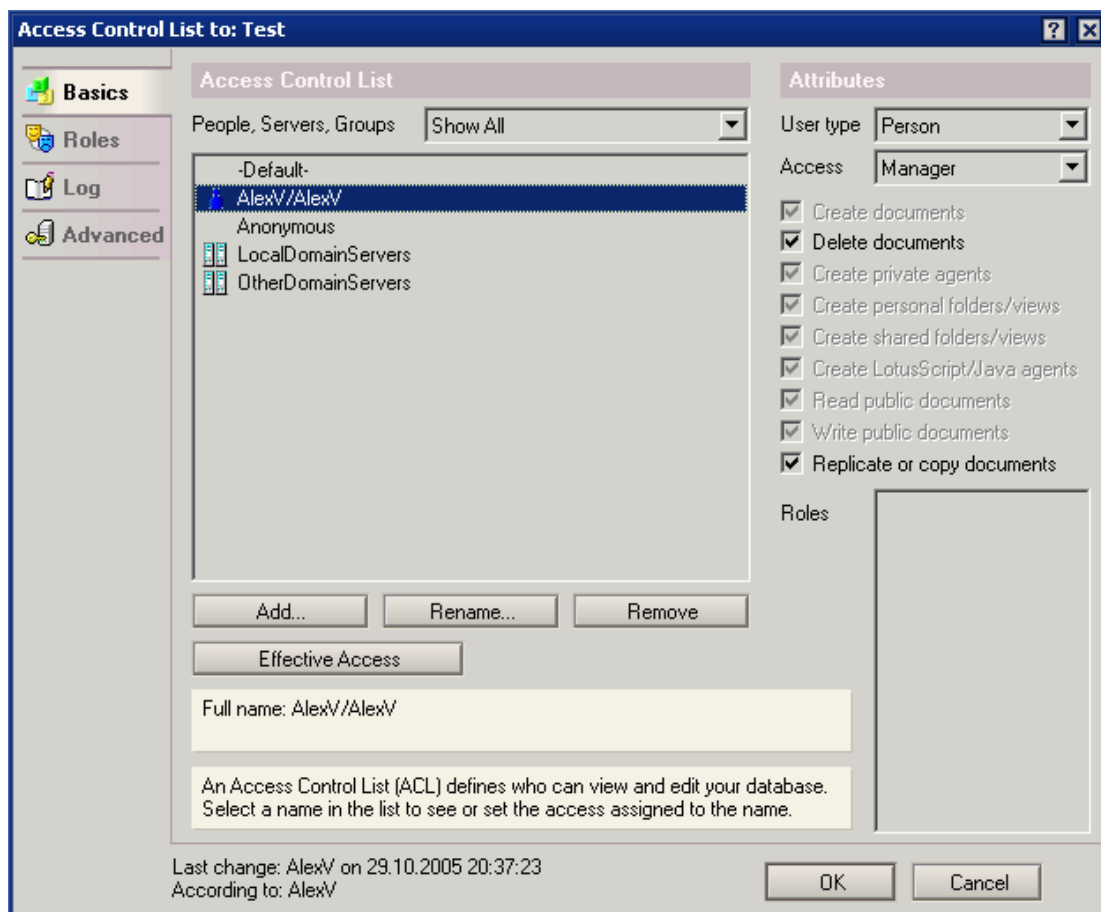 Access Control List to: Test
Basics
Roles
Log
Advanced
Access Control List
People, Servers, Groups Show All
-Default-
AlexV/AlexV
Anonymous
LocalDomainServers
OtherDomainServers
Add...
Rename...
Remove
Effective Access
Full name: AlexV/AlexV
An Access Control List (ACL) defines who can view and edit your database.
Select a name in the list to see or set the access assigned to the name.
Attributes
User type Person
Access Manager
Create documents
Delete documents
Create private agents
Create personal folders/views
Create shared folders/views
Create LotusScript/Java agents
Read public documents
Write public documents
Replicate or copy documents
Roles
Last change: AlexV on 29.10.2005 20:37:23
According to: AlexV
OK
Cancel